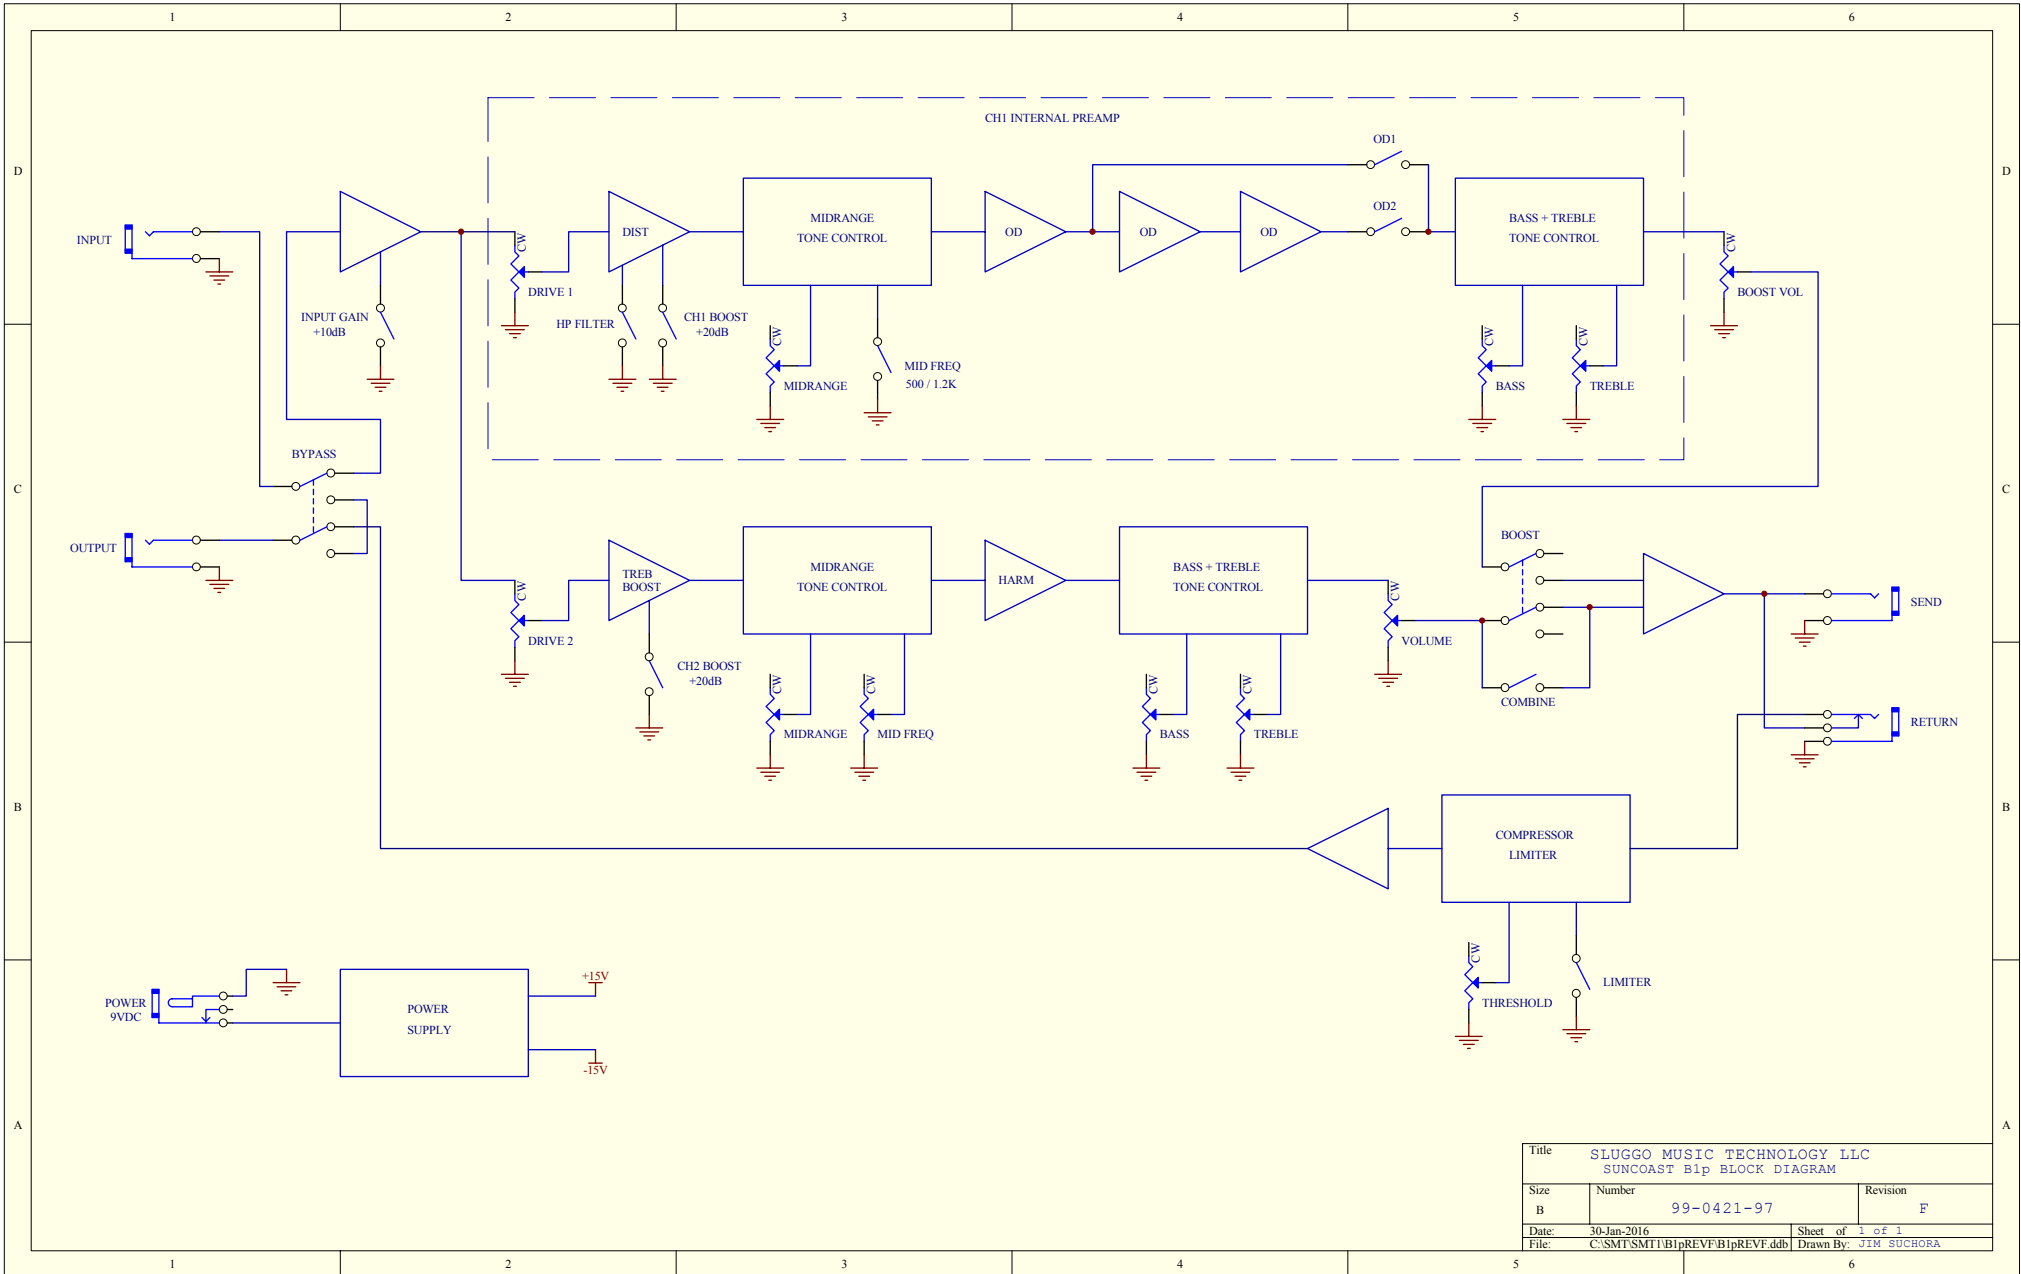 1 2 3 4 5 6
CH1 INTERNAL PREAMP
OD1
D D
OD2
MIDRANGE
TONE CONTROL
BASS + TREBLE
TONE CONTROL
INPUT
DIST
OD
OD
OD
CW
CW
DRIVE 1
BOOST VOL
INPUT GAIN
+10dB
HP FILTER
CH1 BOOST
+20dB
CW
CW
CW
MID FREQ
500 / 1.2K
MIDRANGE
BASS
TREBLE
BYPASS
C C
BOOST
OUTPUT
TREB
BOOST
MIDRANGE
TONE CONTROL
HARM
BASS + TREBLE
TONE CONTROL
CW
CW
SEND
DRIVE 2
VOLUME
CH2 BOOST
+20dB
CW
CW
CW
CW
COMBINE
MIDRANGE
MID FREQ
BASS
TREBLE
RETURN
B B
COMPRESSOR
LIMITER
CW
LIMITER
THRESHOLD
POWER
9VDC
POWER
SUPPLY
+15V
-15V
A A
Title
SLUGGO MUSIC TECHNOLOGY LLC
SUNCOAST B1p BLOCK DIAGRAM
Size Number Revision
B 99-0421-97 F
Date: 30-Jan-2016 Sheet of 1 of 1
File: C:\SMT\SMT1\B1pREVF\B1pREVF.ddb Drawn By: JIM SUCHORA
1 2 3 4 5 6